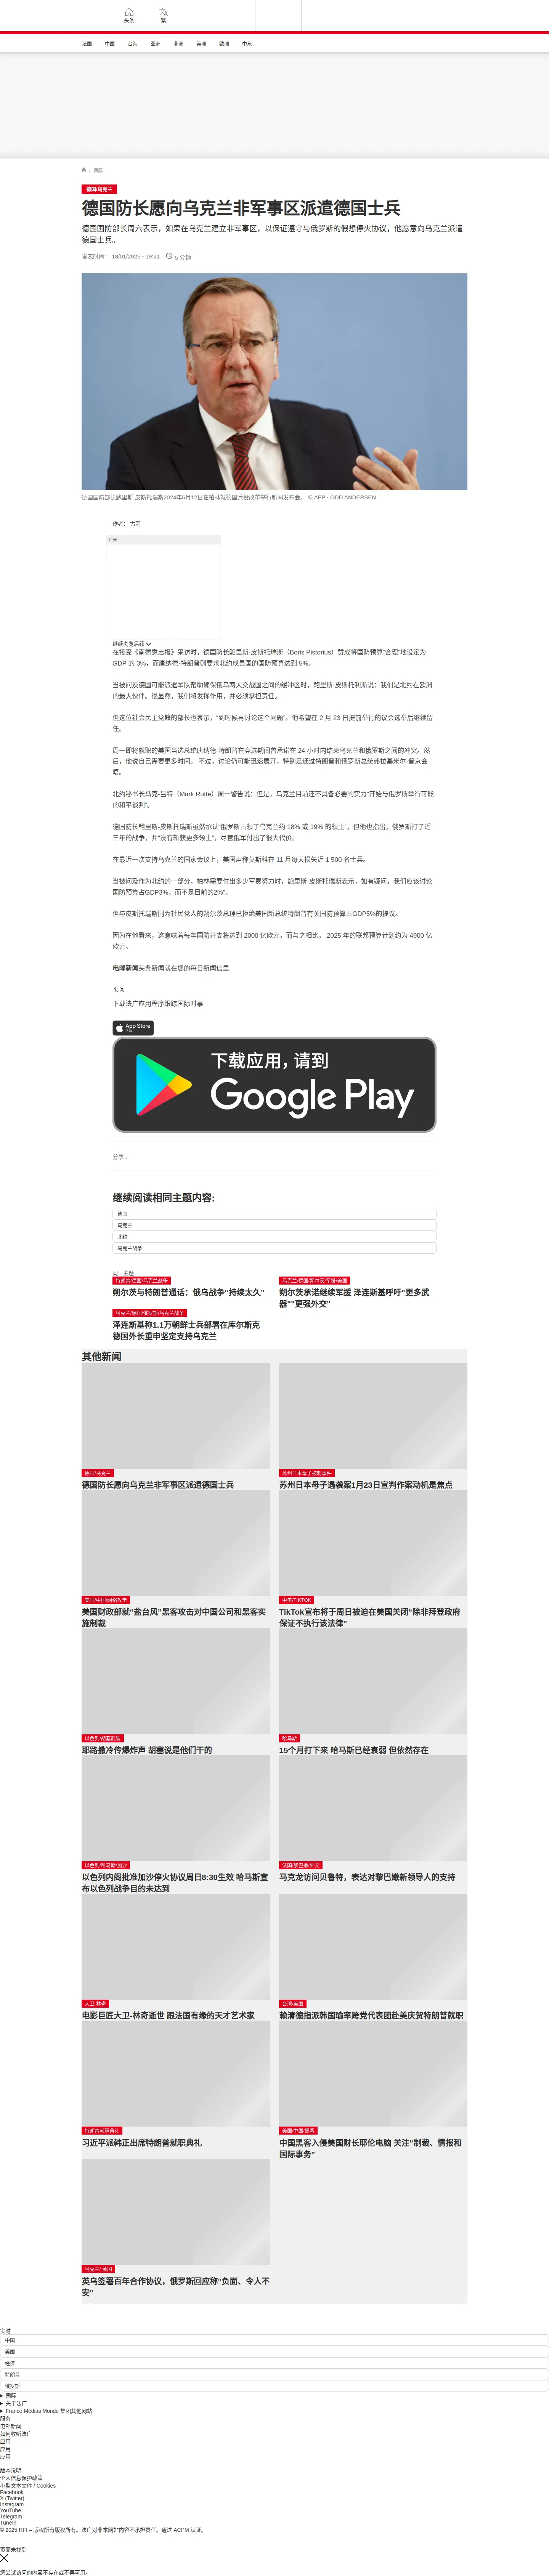 头条
繁
法国
中国
台海
亚洲
非洲
美洲
欧洲
中东
/ 国际
德国/乌克兰
德国防长愿向乌克兰非军事区派遣德国士兵
德国国防部长周六表示，如果在乌克兰建立非军事区，以保证遵守与俄罗斯的假想停火协议，他愿意向乌克兰派遣
德国士兵。
发表时间： 18/01/2025 - 19:21
5 分钟
德国国防部长鲍里斯·皮斯托瑞斯2024年6月12日在柏林就德国兵役改革举行新闻发布会。 © AFP - ODD ANDERSEN
作者： 古莉
广告
继续浏览后续
在接受《南德意志报》采访时，德国防长鲍里斯-皮斯托瑞斯（Boris Pistorius）赞成将国防预算“合理”地设定为
GDP 的 3%，而唐纳德·特朗普则要求北约成员国的国防预算达到 5%。
当被问及德国可能派遣军队帮助确保俄乌两大交战国之间的缓冲区时，鲍里斯-皮斯托利斯说：我们是北约在欧洲
的最大伙伴。很显然，我们将发挥作用，并必须承担责任。
但这位社会民主党籍的部长也表示，“到时候再讨论这个问题”。他希望在 2 月 23 日提前举行的议会选举后继续留
任。
周一即将就职的美国当选总统唐纳德-特朗普在竞选期间曾承诺在 24 小时内结束乌克兰和俄罗斯之间的冲突。然
后，他说自己需要更多时间。 不过，讨论仍可能迅速展开，特别是通过特朗普和俄罗斯总统弗拉基米尔·普京会
晤。
北约秘书长马克-吕特（Mark Rutte）周一警告说：但是，乌克兰目前还不具备必要的实力“开始与俄罗斯举行可能
的和平谈判”。
德国防长鲍里斯-皮斯托瑞斯虽然承认“俄罗斯占领了乌克兰约 18% 或 19% 的领土”，但他也指出，俄罗斯打了近
三年的战争，并“没有斩获更多领土”，尽管俄军付出了很大代价。
在最近一次支持乌克兰的国家会议上，美国声称莫斯科在 11 月每天损失近 1 500 名士兵。
当被问及作为北约的一部分，柏林需要付出多少军费努力时，鲍里斯-皮斯托瑞斯表示，如有疑问，我们应该讨论
国防预算占GDP3%，而不是目前的2%”。
但与皮斯托瑞斯同为社民党人的朔尔茨总理已拒绝美国新总统特朗普有关国防预算占GDP5%的提议。
因为在他看来，这意味着每年国防开支将达到 2000 亿欧元，而与之相比， 2025 年的联邦预算计划约为 4900 亿
欧元。
电邮新闻头条新闻就在您的每日新闻信里
订阅
下载法广应用程序跟踪国际时事
App Store
下载
下载应用，请到
Google Play
分享 :
继续阅读相同主题内容:
德国
乌克兰
北约
乌克兰战争
同一主题
特朗普/德国/乌克兰战争
朔尔茨与特朗普通话：俄乌战争“持续太久”
乌克兰/德国/朔尔茨/军援/美国
朔尔茨承诺继续军援 泽连斯基呼吁"更多武
器""更强外交"
乌克兰/德国/俄罗斯/乌克兰战争
泽连斯基称1.1万朝鲜士兵部署在库尔斯克
德国外长重申坚定支持乌克兰
其他新闻
德国/乌克兰
德国防长愿向乌克兰非军事区派遣德国士兵
苏州日本母子被刺事件
苏州日本母子遇袭案1月23日宣判作案动机是焦点
美国/中国/网络攻击
美国财政部就“盐台风”黑客攻击对中国公司和黑客实
施制裁
中美/TIKTOK
TikTok宣布将于周日被迫在美国关闭“除非拜登政府
保证不执行该法律”
以色列/胡塞武装
耶路撒冷传爆炸声 胡塞说是他们干的
哈马斯
15个月打下来 哈马斯已经衰弱 但依然存在
以色列/哈马斯/加沙
以色列内阁批准加沙停火协议周日8:30生效 哈马斯宣
布以色列战争目的未达到
法国/黎巴嫩/外交
马克龙访问贝鲁特，表达对黎巴嫩新领导人的支持
大卫-林奇
电影巨匠大卫-林奇逝世 跟法国有缘的天才艺术家
台湾/美国
赖清德指派韩国瑜率跨党代表团赴美庆贺特朗普就职
特朗普就职典礼
习近平派韩正出席特朗普就职典礼
美国/中国/黑客
中国黑客入侵美国财长耶伦电脑 关注“制裁、情报和
国际事务”
乌克兰/ 英国
英乌签署百年合作协议，俄罗斯回应称"负面、令人不
安"
实时
中国
美国
经济
特朗普
俄罗斯
国际
关于法广
France Médias Monde 集团其他网站
服务
电邮新闻
如何收听法广
应用
应用
应用
版本说明
个人信息保护政策
小型文本文件 / Cookies
Facebook
X (Twitter)
Instagram
YouTube
Telegram
TuneIn
© 2025 RFI – 版权所有版权所有。法广对非本网站内容不承担责任。通过 ACPM 认证。
页面未找到
您尝试访问的内容不存在或不再可用。